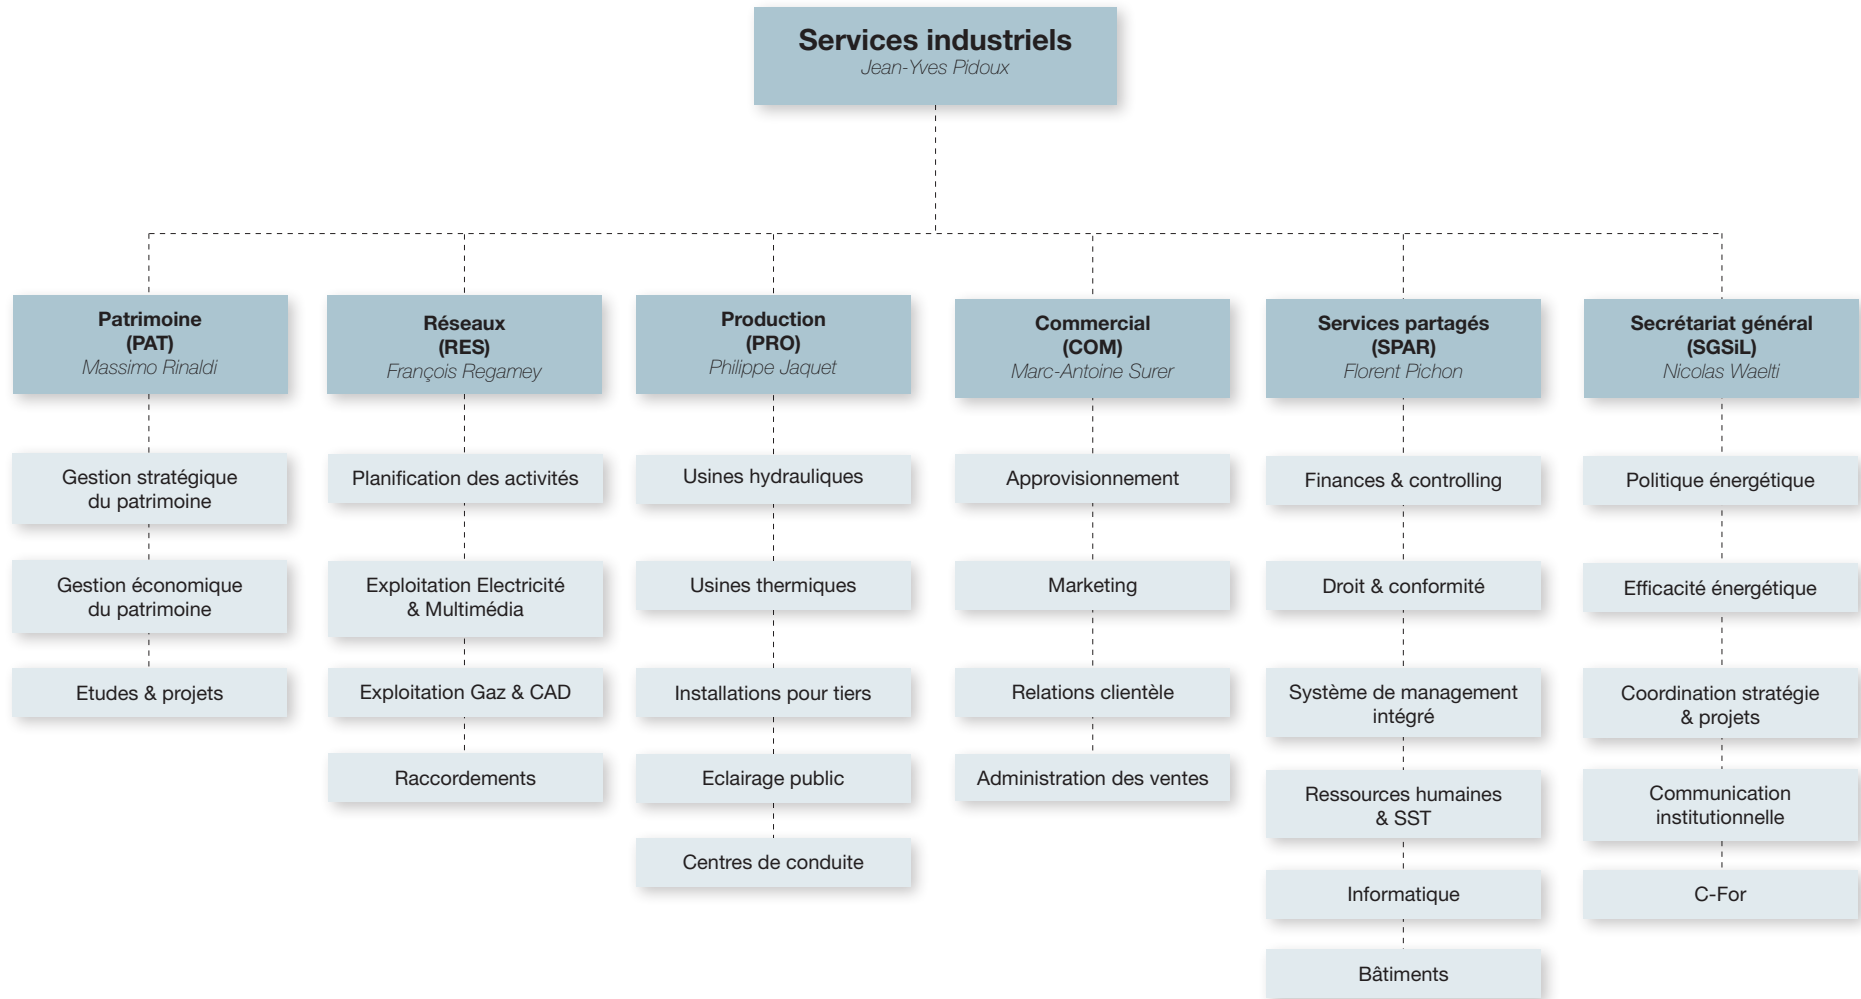 Services industriels
Jean-Yves Pidoux
Patrimoine
(PAT)
Massimo Rinaldi
Gestion stratégique
du patrimoine
Gestion économique
du patrimoine
Etudes & projets
Réseaux
(RES)
François Regamey
Planification des activités
Exploitation Electricité
& Multimédia
Exploitation Gaz & CAD
Raccordements
Production
(PRO)
Philippe Jaquet
Usines hydrauliques
Usines thermiques
Installations pour tiers
Eclairage public
Centres de conduite
Commercial
(COM)
Marc-Antoine Surer
Approvisionnement
Marketing
Relations clientèle
Administration des ventes
Services partagés
(SPAR)
Florent Pichon
Finances & controlling
Droit & conformité
Système de management
intégré
Ressources humaines
& SST
Informatique
Bâtiments
Secrétariat général
(SGSiL)
Nicolas Waelti
Politique énergétique
Efficacité énergétique
Coordination stratégie
& projets
Communication
institutionnelle
C-For